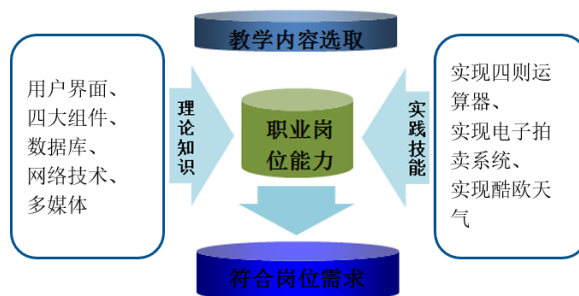 教学内容选取
用户界面、
四大组件、
数据库、
网络技术、
多媒体
理论知识
职业岗
位能力
实践技能
实现四则运
算器、
实现电子拍
卖系统、
实现酷欧天
气
符合岗位需求